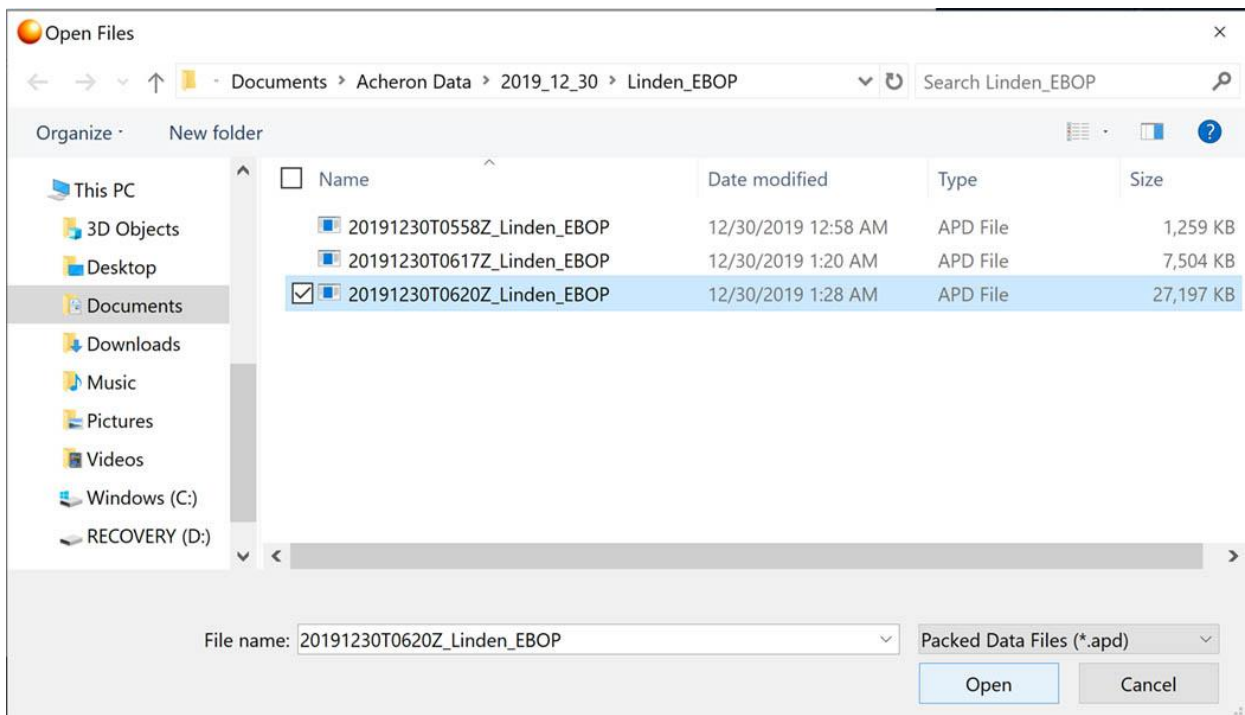 Open Files
Documents > Acheron Data > 2019_12_30 > Linden_EBOP
Search Linden_EBOP
Organize
New folder
This PC
3D Objects
Desktop
Documents
Downloads
Music
Pictures
Videos
Windows (C:)
RECOVERY (D:)
Name Date modified Type Size
20191230T0558Z_Linden_EBOP 12/30/2019 12:58 AM APD File 1,259 KB
20191230T0617Z_Linden_EBOP 12/30/2019 1:20 AM APD File 7,504 KB
20191230T0620Z_Linden_EBOP 12/30/2019 1:28 AM APD File 27,197 KB
File name: 20191230T0620Z_Linden_EBOP
Packed Data Files (*.apd)
Open
Cancel